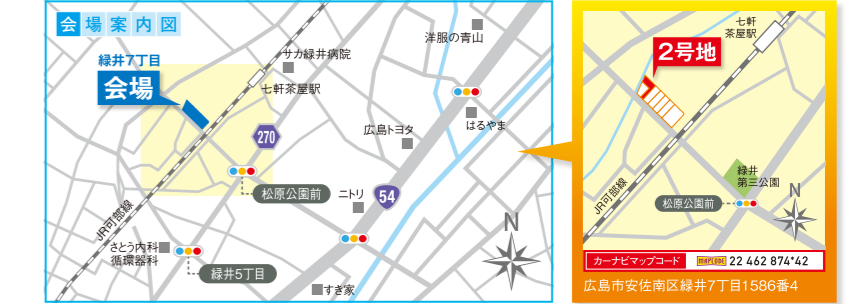 会場案内図
緑井7丁目
会場
サカ緑井病院
七軒茶屋駅
洋服の青山
はるやま
広島トヨタ
270
松原公園前
ニトリ
54
JR可部線
さとう内科
循環器科
緑井5丁目
すき家
N
七軒
茶屋駅
2号地
緑井
第三公園
松原公園前
JR可部線
N
カーナビマップコード
MAPCODE 22 462 874*42
広島市安佐南区緑井7丁目1586番4